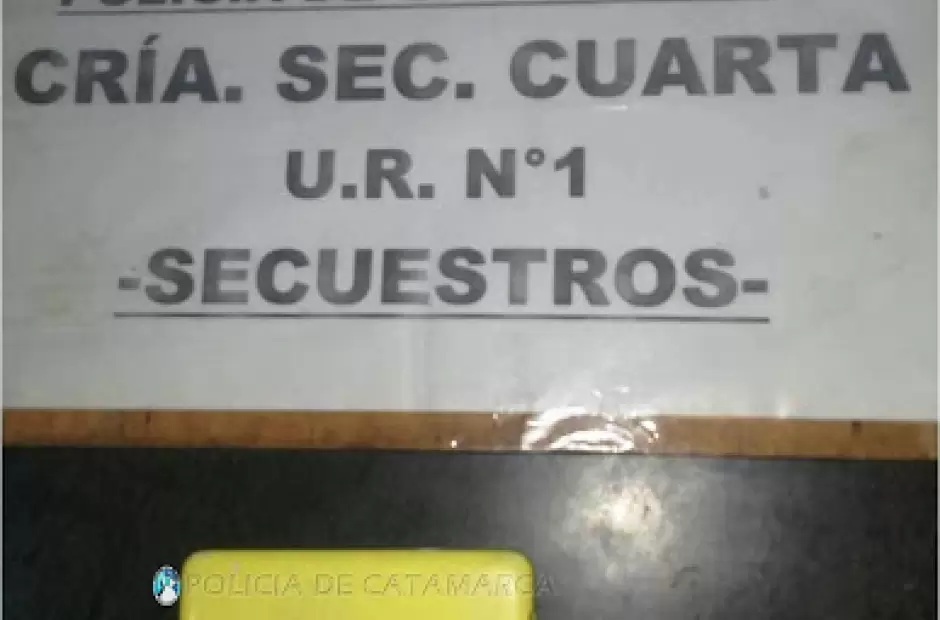 CRÍA. SEC. CUARTA
U.R. N°1
-SECUESTROS-
POLICIA DE CATAMARCA